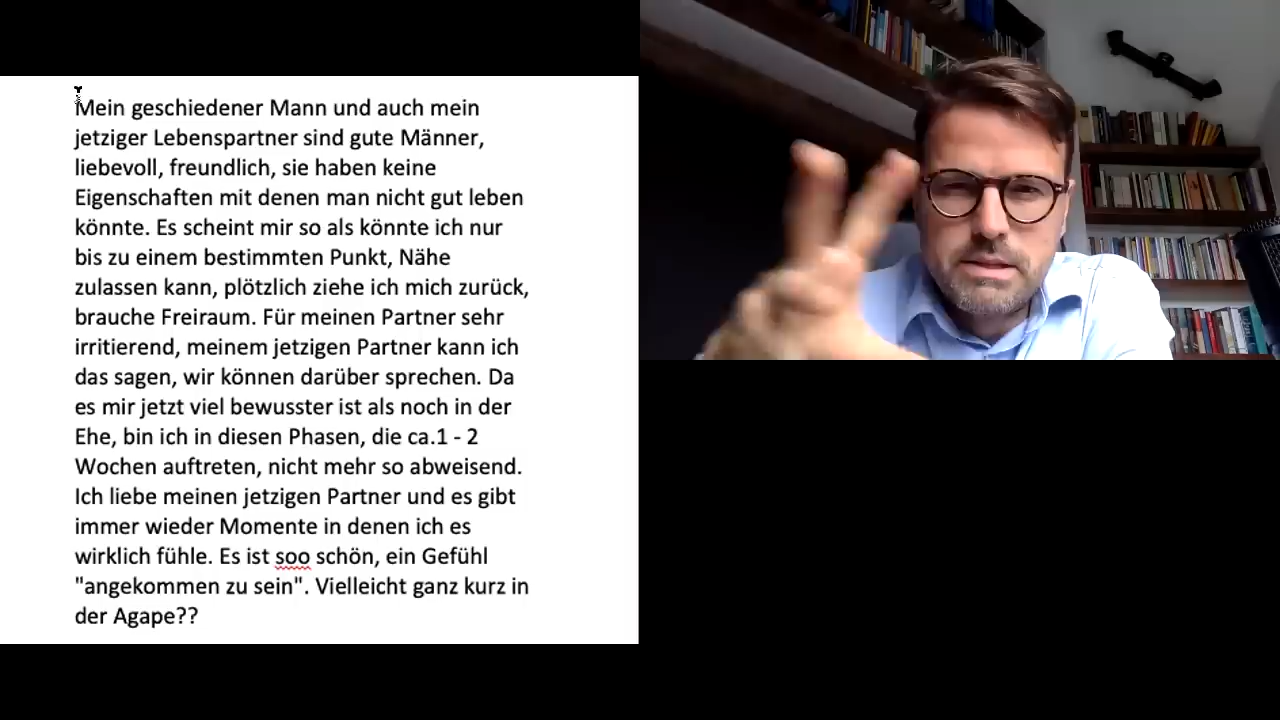 Mein geschiedener Mann und auch mein
jetziger Lebenspartner sind gute Männer,
liebevoll, freundlich, sie haben keine
Eigenschaften mit denen man nicht gut leben
könnte. Es scheint mir so als könnte ich nur
bis zu einem bestimmten Punkt, Nähe
zulassen kann, plötzlich ziehe ich mich zurück,
brauche Freiraum. Für meinen Partner sehr
irritierend, meinem jetzigen Partner kann ich
das sagen, wir können darüber sprechen. Da
es mir jetzt viel bewusster ist als noch in der
Ehe, bin ich in diesen Phasen, die ca.1 - 2
Wochen auftreten, nicht mehr so abweisend.
Ich liebe meinen jetzigen Partner und es gibt
immer wieder Momente in denen ich es
wirklich fühle. Es ist soo schön, ein Gefühl
"angekommen zu sein". Vielleicht ganz kurz in
der Agape??